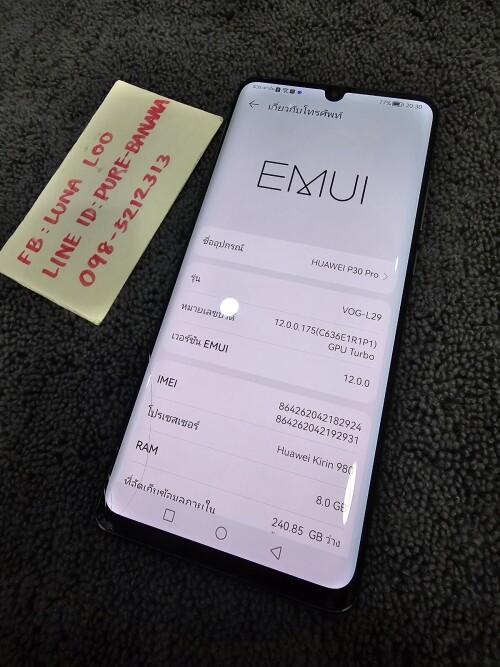 FB : LUNA LOO
LINE ID : PURE-BANANA
098-5212313
77% 20:30
← เกี่ยวกับโทรศัพท์
EMUI
ชื่ออุปกรณ์ HUAWEI P30 Pro >
รุ่น VOG-L29
หมายเลขบิวด์ 12.0.0.175(C636E1R1P1)
GPU Turbo
เวอร์ชัน EMUI 12.0.0
IMEI 864262042182924
864262042192931
โปรเซสเซอร์ Huawei Kirin 980
RAM 8.0 GB
ที่จัดเก็บข้อมูลภายใน 240.85 GB ว่าง